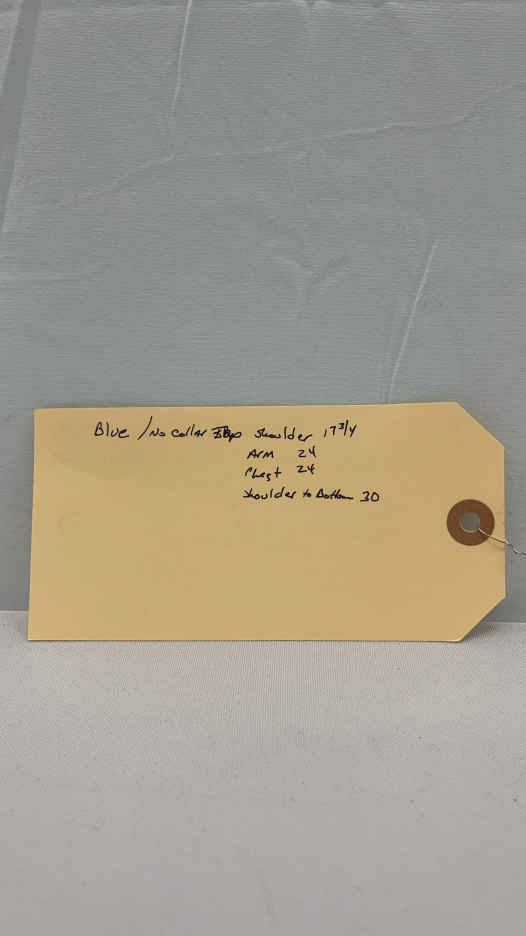 Blue / No collar shoulder 17 3/4
Arm 24
Chest 24
Shoulder to Bottom 30